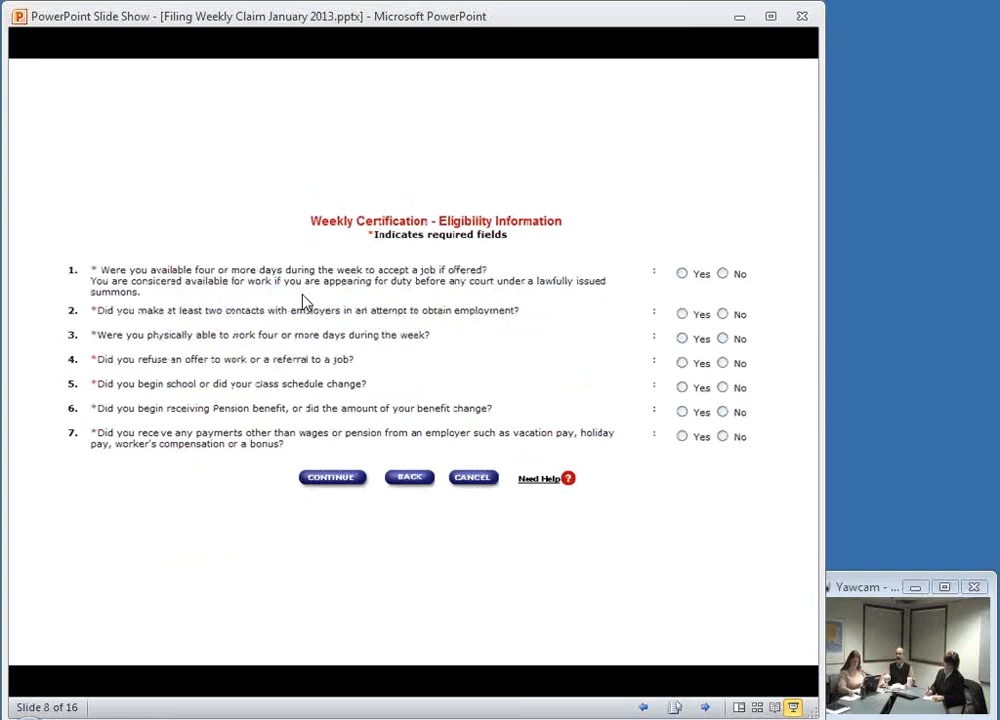 PowerPoint Slide Show - [Filing Weekly Claim January 2013.pptx] - Microsoft PowerPoint
Weekly Certification - Eligibility Information
*Indicates required fields
1. * Were you available four or more days during the week to accept a job if offered? : Yes No
You are considered available for work if you are appearing for duty before any court under a lawfully issued
summons.
2. *Did you make at least two contacts with employers in an attempt to obtain employment? : Yes No
3. *Were you physically able to work four or more days during the week? : Yes No
4. *Did you refuse an offer to work or a referral to a job? : Yes No
5. *Did you begin school or did your class schedule change? : Yes No
6. *Did you begin receiving Pension benefit, or did the amount of your benefit change? : Yes No
7. *Did you receive any payments other than wages or pension from an employer such as vacation pay, holiday : Yes No
pay, worker's compensation or a bonus?
CONTINUE BACK CANCEL Need Help ?
Yawcam - ...
Slide 8 of 16